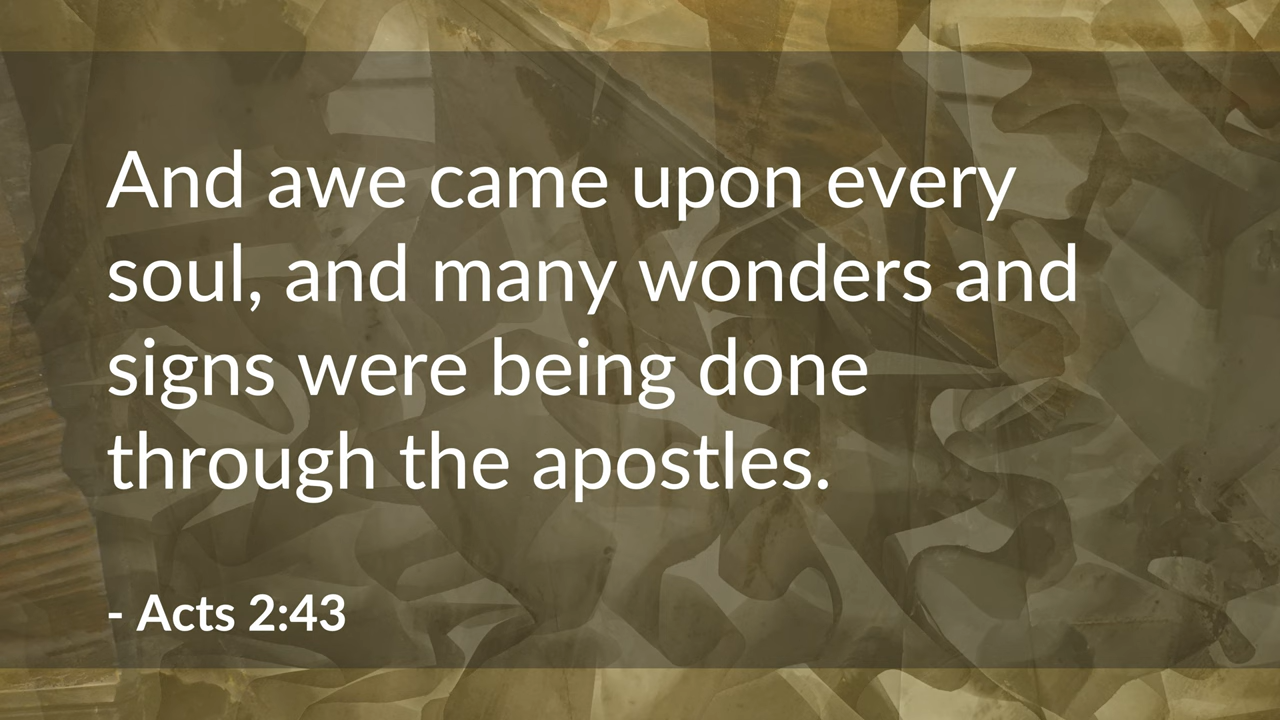 And awe came upon every
soul, and many wonders and
signs were being done
through the apostles.
- Acts 2:43